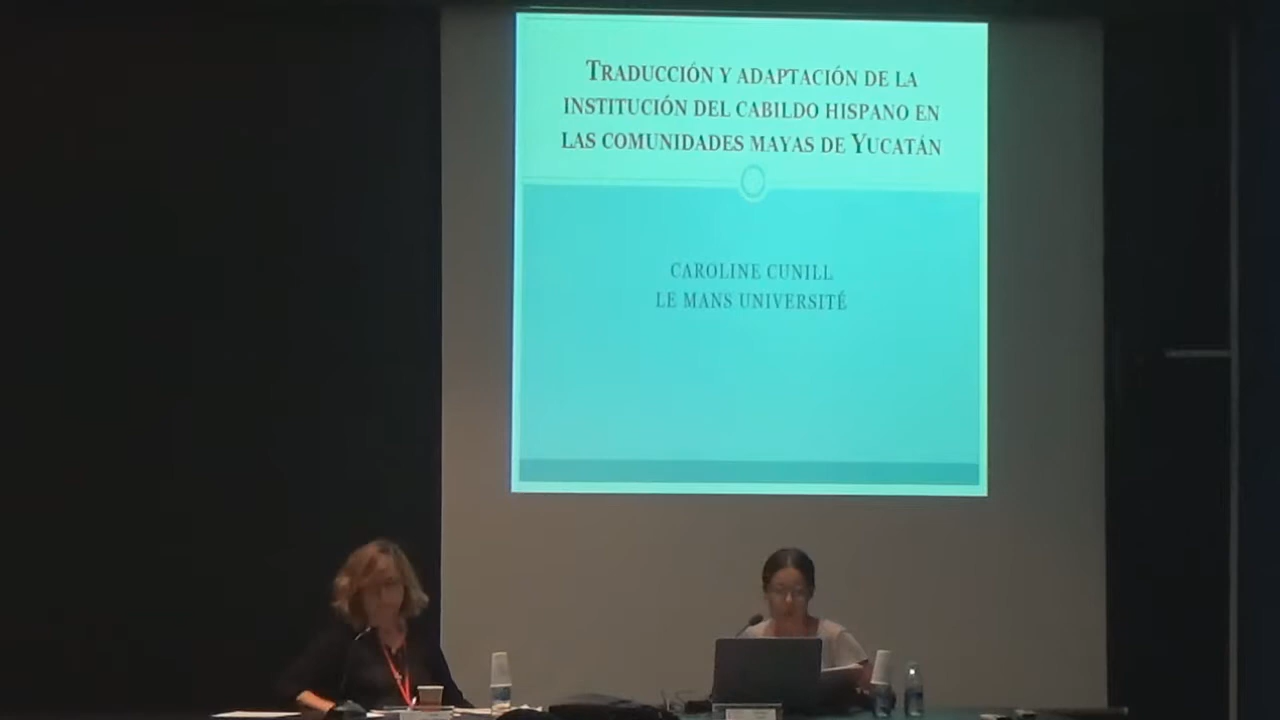 TRADUCCIÓN Y ADAPTACIÓN DE LA
INSTITUCIÓN DEL CABILDO HISPANO EN
LAS COMUNIDADES MAYAS DE YUCATÁN
CAROLINE CUNILL
LE MANS UNIVERSITÉ